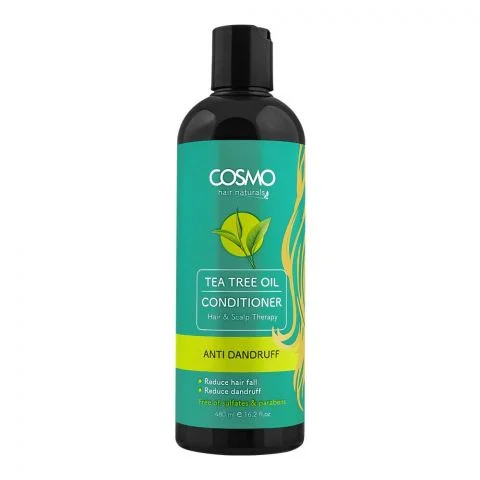 COSMO
hair naturals
TEA TREE OIL
CONDITIONER
Hair & Scalp Therapy
ANTI DANDRUFF
Reduce hair fall
Reduce dandruff
Free of sulfates & parabens
480 ml e 16.2 fl.oz.